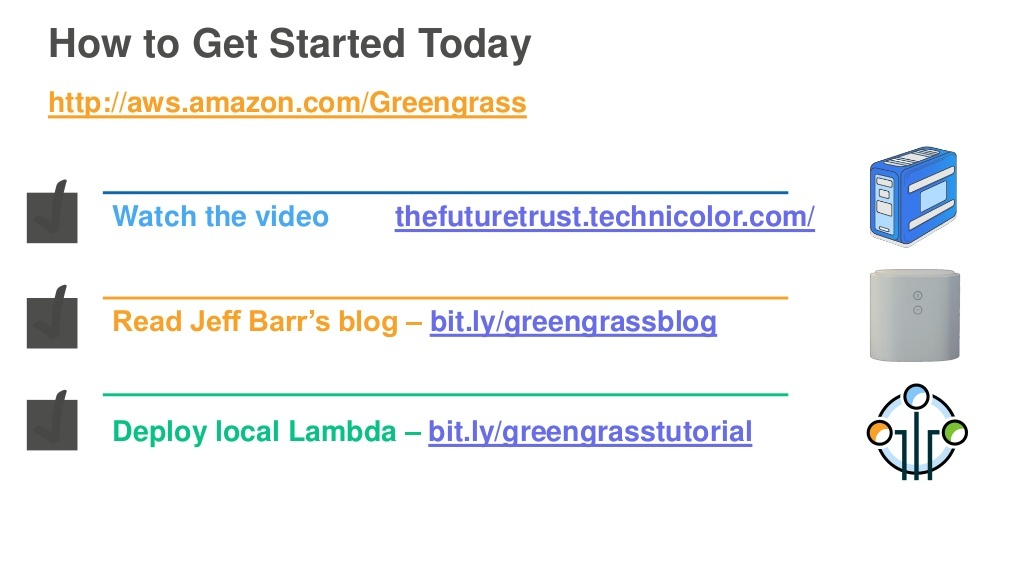 How to Get Started Today
http://aws.amazon.com/Greengrass
Watch the video thefuturetrust.technicolor.com/
Read Jeff Barr’s blog – bit.ly/greengrassblog
Deploy local Lambda – bit.ly/greengrasstutorial